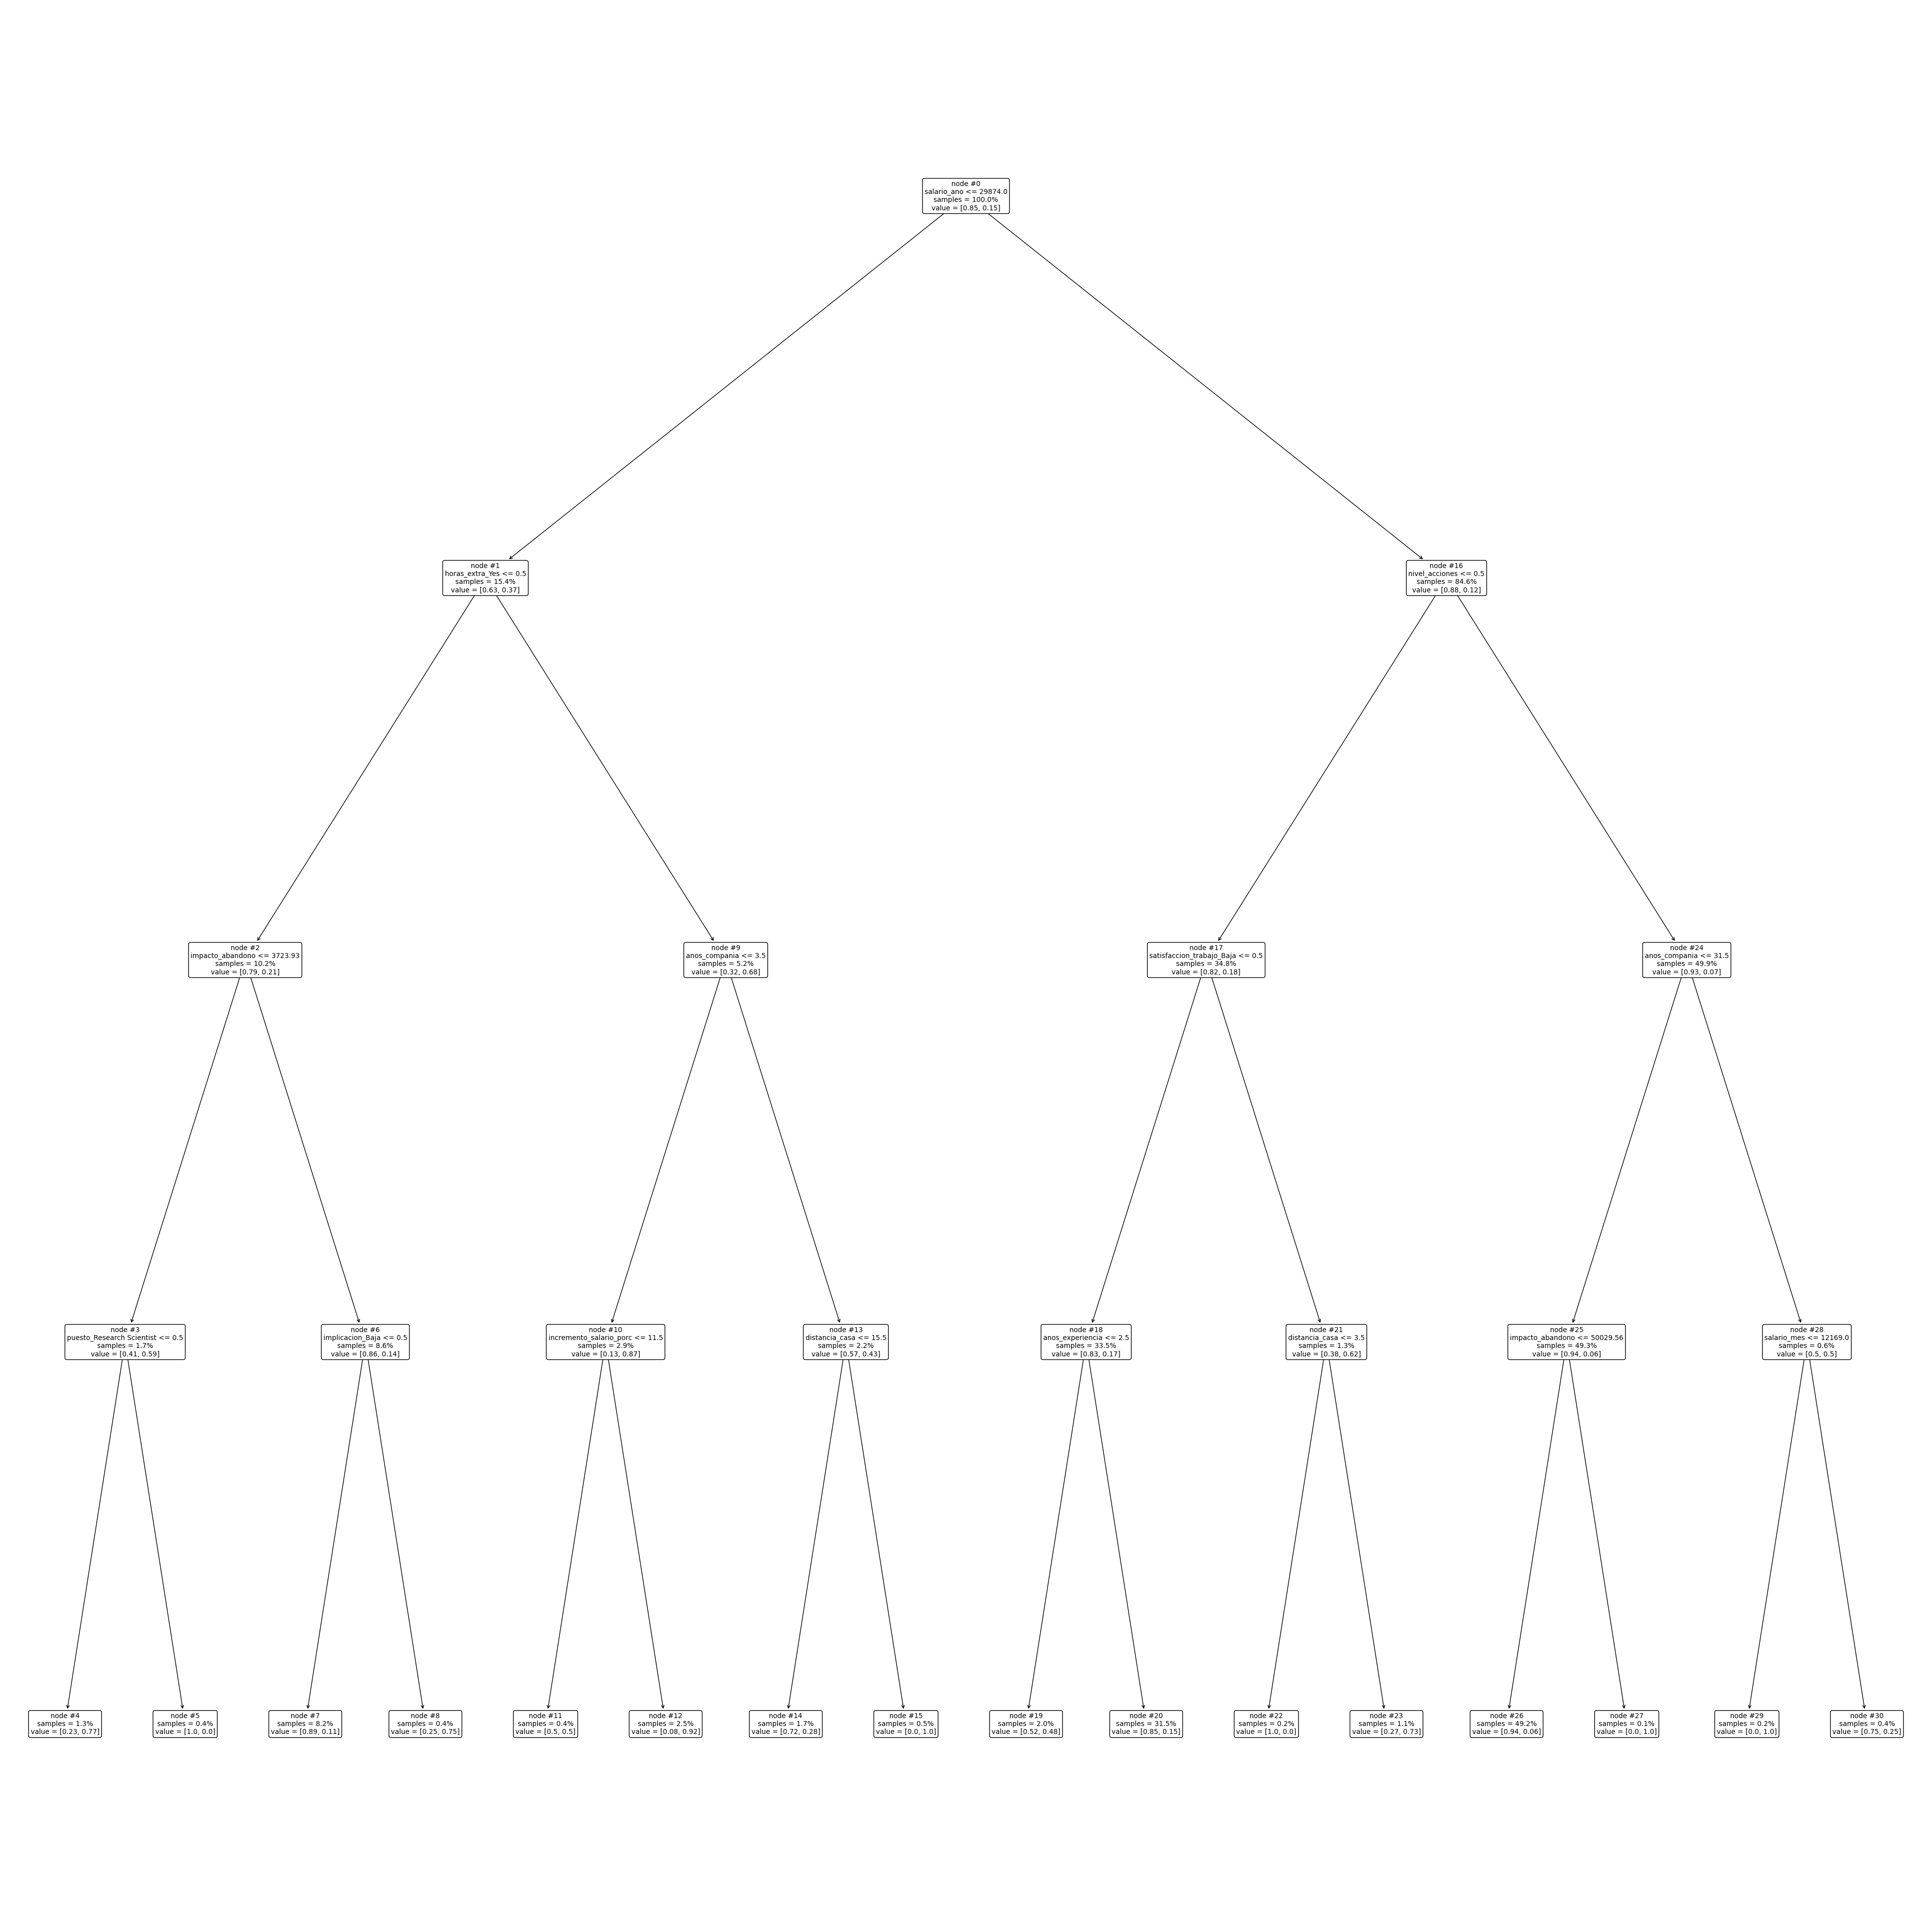 node #0
salario_ano <= 29874.0
samples = 100.0%
value = [0.85, 0.15]
node #1
horas_extra_Yes <= 0.5
samples = 15.4%
value = [0.63, 0.37]
node #16
nivel_acciones <= 0.5
samples = 84.6%
value = [0.88, 0.12]
node #2
impacto_abandono <= 3723.93
samples = 10.2%
value = [0.79, 0.21]
node #9
anos_compania <= 3.5
samples = 5.2%
value = [0.32, 0.68]
node #17
satisfaccion_trabajo_Baja <= 0.5
samples = 34.8%
value = [0.82, 0.18]
node #24
anos_compania <= 31.5
samples = 49.9%
value = [0.93, 0.07]
node #3
puesto_Research Scientist <= 0.5
samples = 1.7%
value = [0.41, 0.59]
node #6
implicacion_Baja <= 0.5
samples = 8.6%
value = [0.86, 0.14]
node #10
incremento_salario_porc <= 11.5
samples = 2.9%
value = [0.13, 0.87]
node #13
distancia_casa <= 15.5
samples = 2.2%
value = [0.57, 0.43]
node #18
anos_experiencia <= 2.5
samples = 33.5%
value = [0.83, 0.17]
node #21
distancia_casa <= 3.5
samples = 1.3%
value = [0.38, 0.62]
node #25
impacto_abandono <= 50029.56
samples = 49.3%
value = [0.94, 0.06]
node #28
salario_mes <= 12169.0
samples = 0.6%
value = [0.5, 0.5]
node #4
samples = 1.3%
value = [0.23, 0.77]
node #5
samples = 0.4%
value = [1.0, 0.0]
node #7
samples = 8.2%
value = [0.89, 0.11]
node #8
samples = 0.4%
value = [0.25, 0.75]
node #11
samples = 0.4%
value = [0.5, 0.5]
node #12
samples = 2.5%
value = [0.08, 0.92]
node #14
samples = 1.7%
value = [0.72, 0.28]
node #15
samples = 0.5%
value = [0.0, 1.0]
node #19
samples = 2.0%
value = [0.52, 0.48]
node #20
samples = 31.5%
value = [0.85, 0.15]
node #22
samples = 0.2%
value = [1.0, 0.0]
node #23
samples = 1.1%
value = [0.27, 0.73]
node #26
samples = 49.2%
value = [0.94, 0.06]
node #27
samples = 0.1%
value = [0.0, 1.0]
node #29
samples = 0.2%
value = [0.0, 1.0]
node #30
samples = 0.4%
value = [0.75, 0.25]